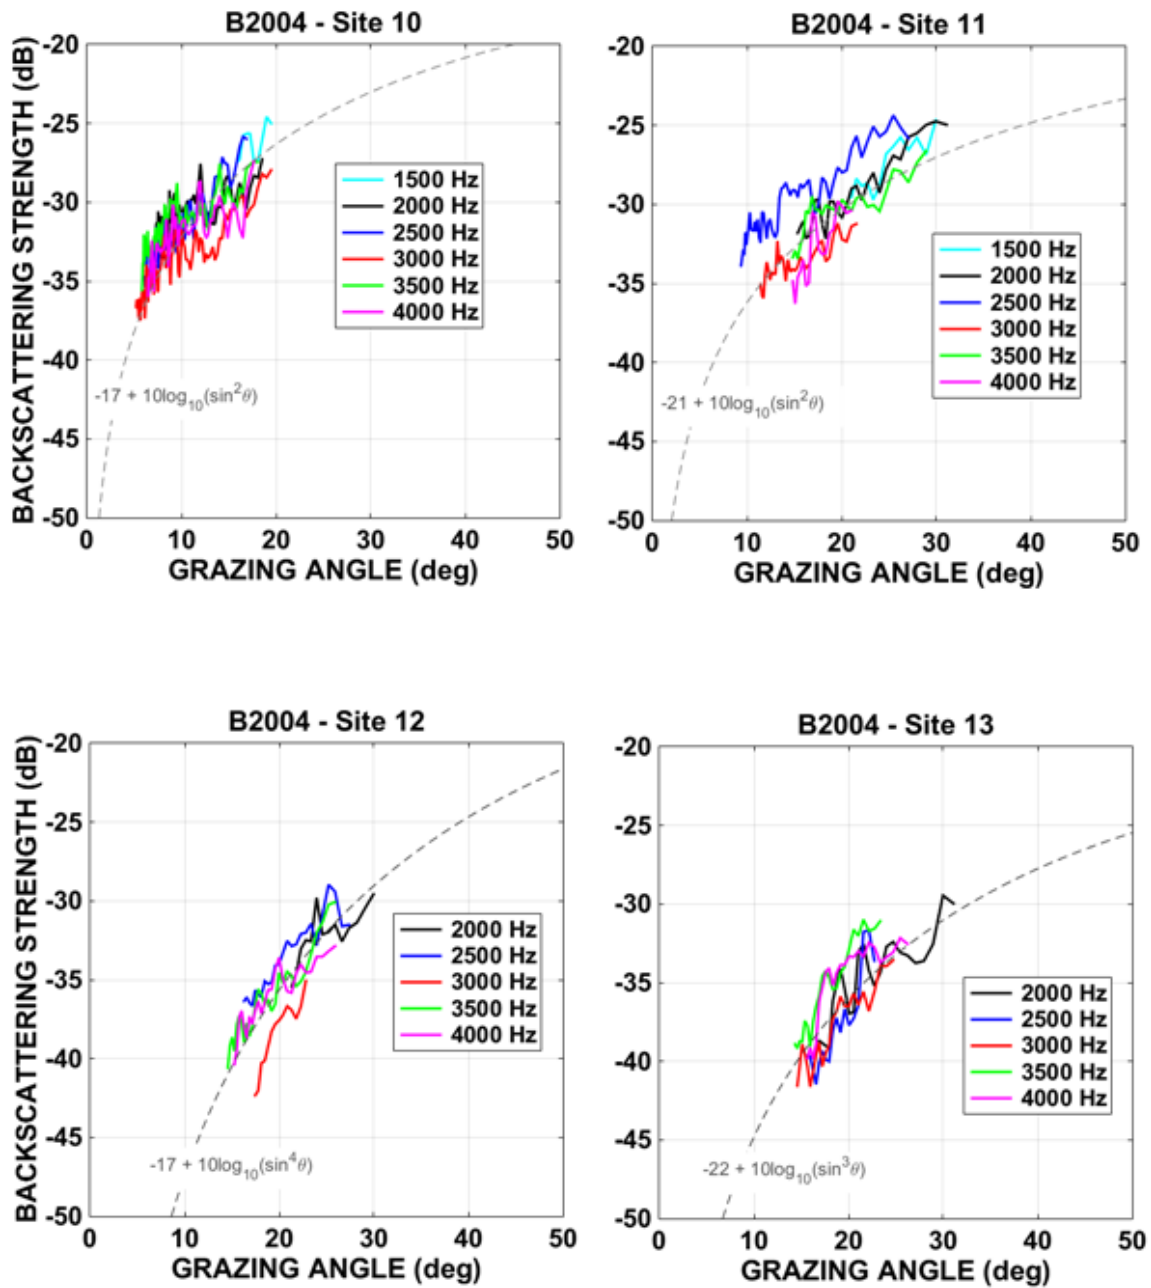 B2004 - Site 10
BACKSCATTERING STRENGTH (dB)
-20
-25
-30
-35
-40
-45
-50
1500 Hz
2000 Hz
2500 Hz
3000 Hz
3500 Hz
4000 Hz
-17 + 10log₁₀(sin²θ)
0 10 20 30 40 50
GRAZING ANGLE (deg)
B2004 - Site 11
-20
-25
-30
-35
-40
-45
-50
1500 Hz
2000 Hz
2500 Hz
3000 Hz
3500 Hz
4000 Hz
-21 + 10log₁₀(sin²θ)
0 10 20 30 40 50
GRAZING ANGLE (deg)
B2004 - Site 12
BACKSCATTERING STRENGTH (dB)
-20
-25
-30
-35
-40
-45
-50
2000 Hz
2500 Hz
3000 Hz
3500 Hz
4000 Hz
-17 + 10log₁₀(sin⁴θ)
0 10 20 30 40 50
GRAZING ANGLE (deg)
B2004 - Site 13
-20
-25
-30
-35
-40
-45
-50
2000 Hz
2500 Hz
3000 Hz
3500 Hz
4000 Hz
-22 + 10log₁₀(sin³θ)
0 10 20 30 40 50
GRAZING ANGLE (deg)